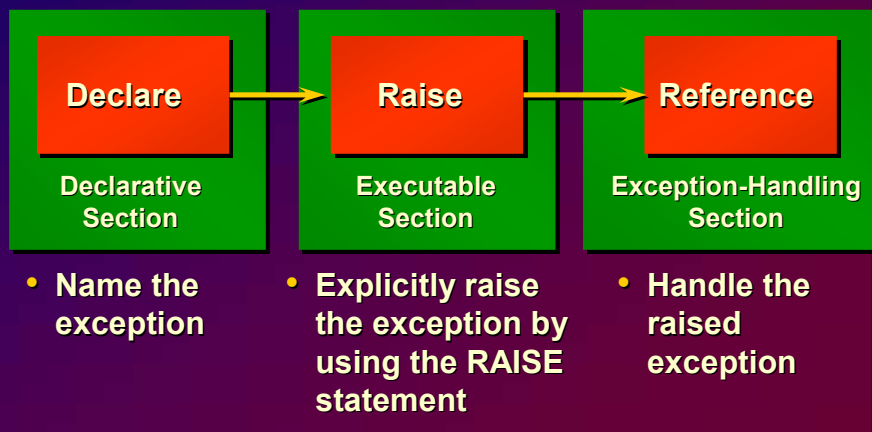 Declare
Raise
Reference
Declarative
Section
Executable
Section
Exception-Handling
Section
• Name the
exception
• Explicitly raise
the exception by
using the RAISE
statement
• Handle the
raised
exception